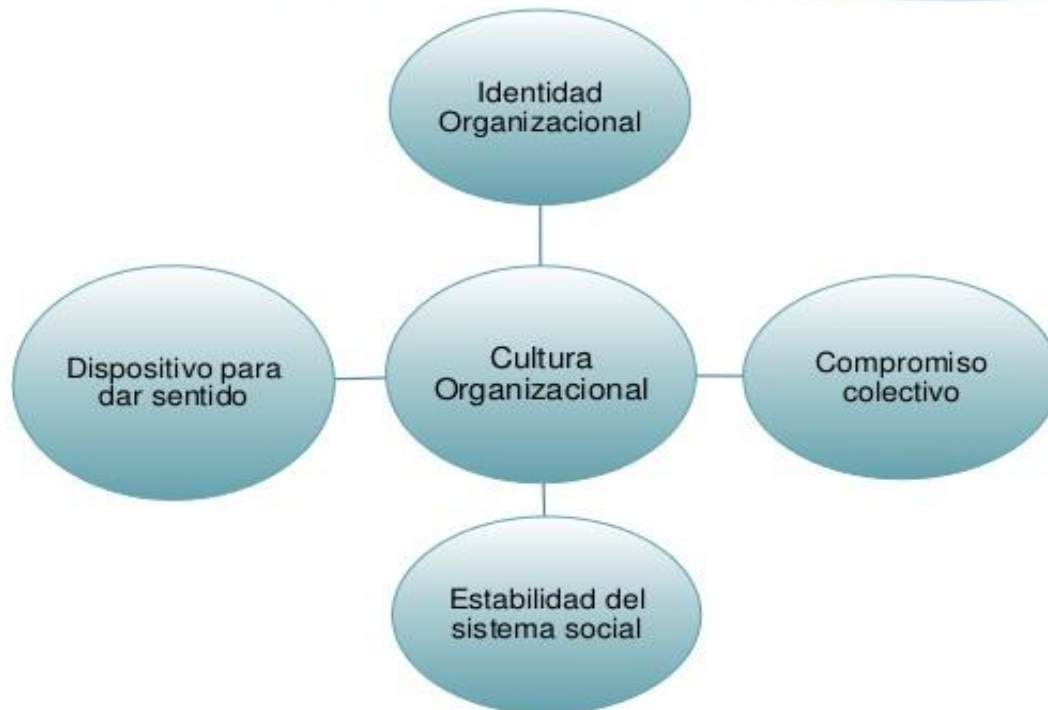 Identidad
Organizacional
Dispositivo para
dar sentido
Cultura
Organizacional
Compromiso
colectivo
Estabilidad del
sistema social